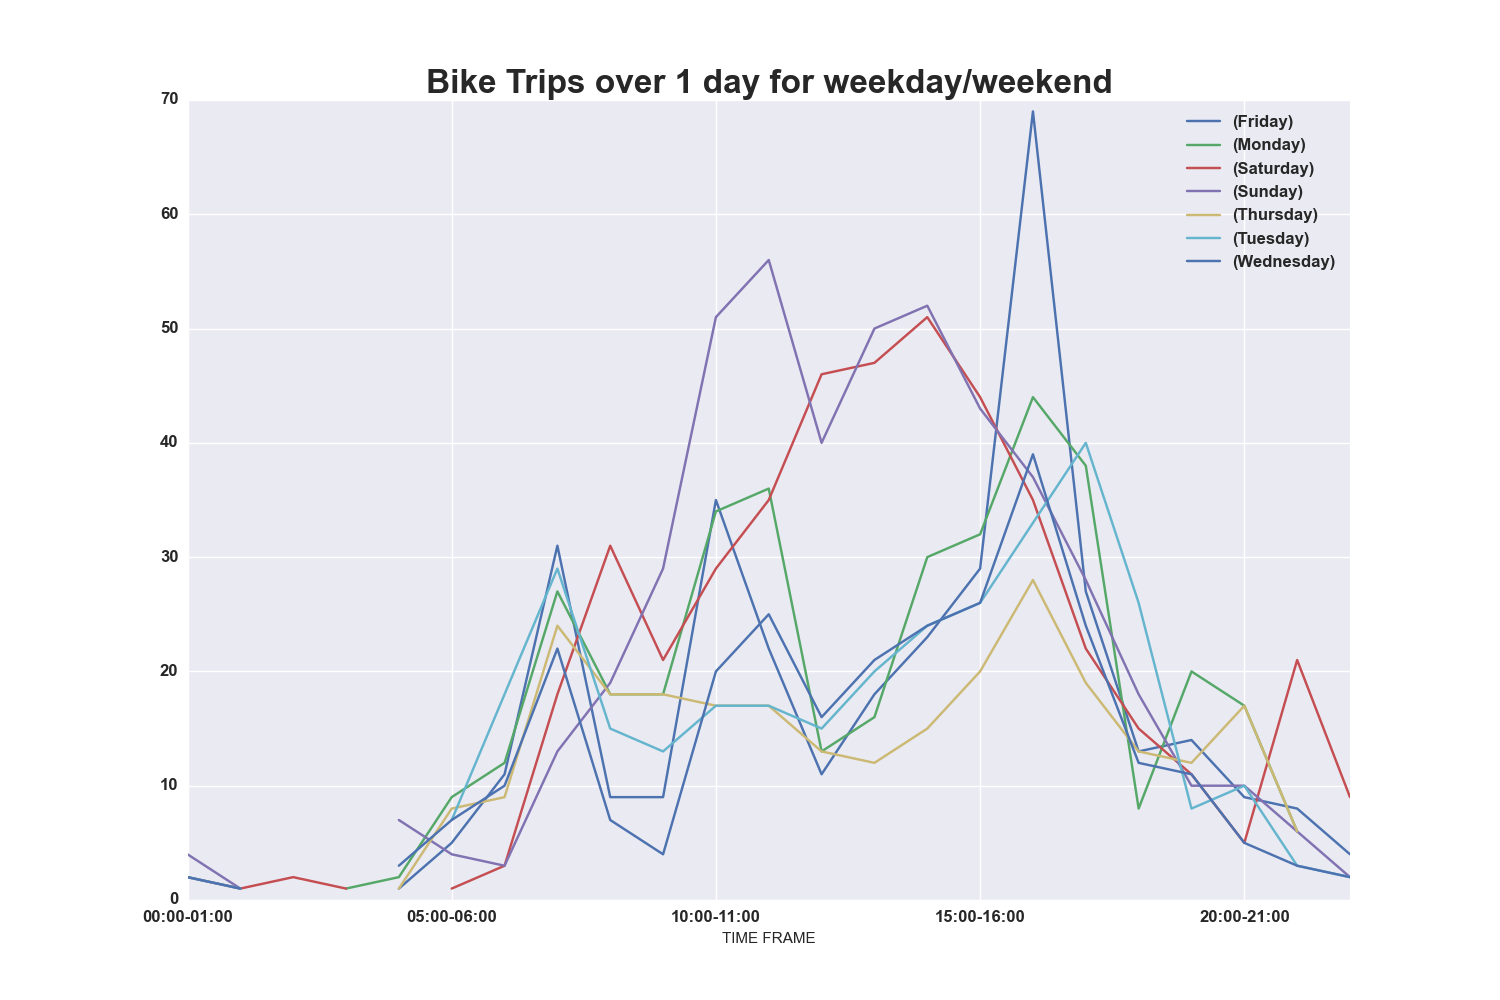 Bike Trips over 1 day for weekday/weekend
70
60
50
40
30
20
10
0
(Friday)
(Monday)
(Saturday)
(Sunday)
(Thursday)
(Tuesday)
(Wednesday)
00:00-01:00 05:00-06:00 10:00-11:00 15:00-16:00 20:00-21:00
TIME FRAME